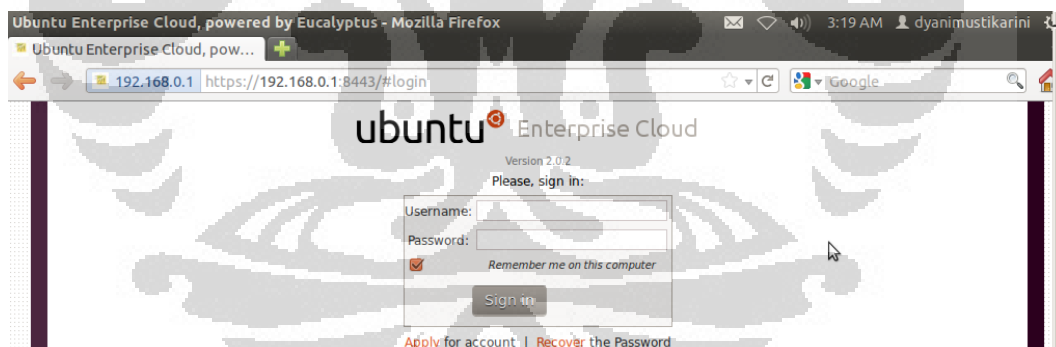 Ubuntu Enterprise Cloud, powered by Eucalyptus - Mozilla Firefox 3:19 AM dyanimustikarini
Ubuntu Enterprise Cloud, pow...
192.168.0.1 https://192.168.0.1:8443/#login Google
ubuntu Enterprise Cloud
Version 2.0.2
Please, sign in:
Username:
Password:
Remember me on this computer
Sign in
Apply for account | Recover the Password